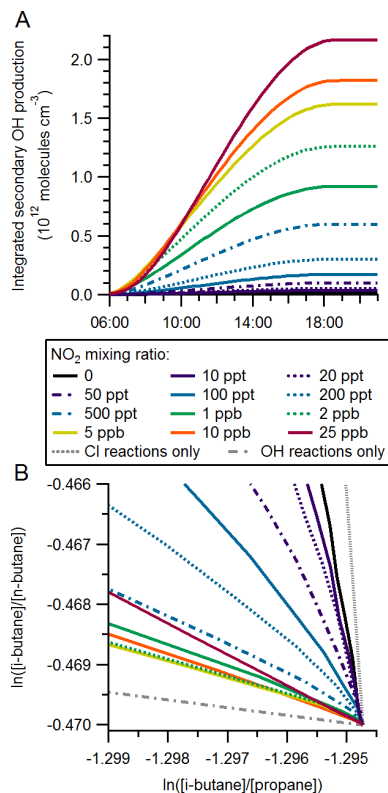 A
Integrated secondary OH production
(10^12 molecules cm^-3)
2.0
1.5
1.0
0.5
0.0
06:00 10:00 14:00 18:00
NO2 mixing ratio:
0 10 ppt 20 ppt
50 ppt 100 ppt 200 ppt
500 ppt 1 ppb 2 ppb
5 ppb 10 ppb 25 ppb
Cl reactions only OH reactions only
B
ln([i-butane]/[n-butane])
-0.466
-0.467
-0.468
-0.469
-0.470
-1.299 -1.298 -1.297 -1.296 -1.295
ln([i-butane]/[propane])